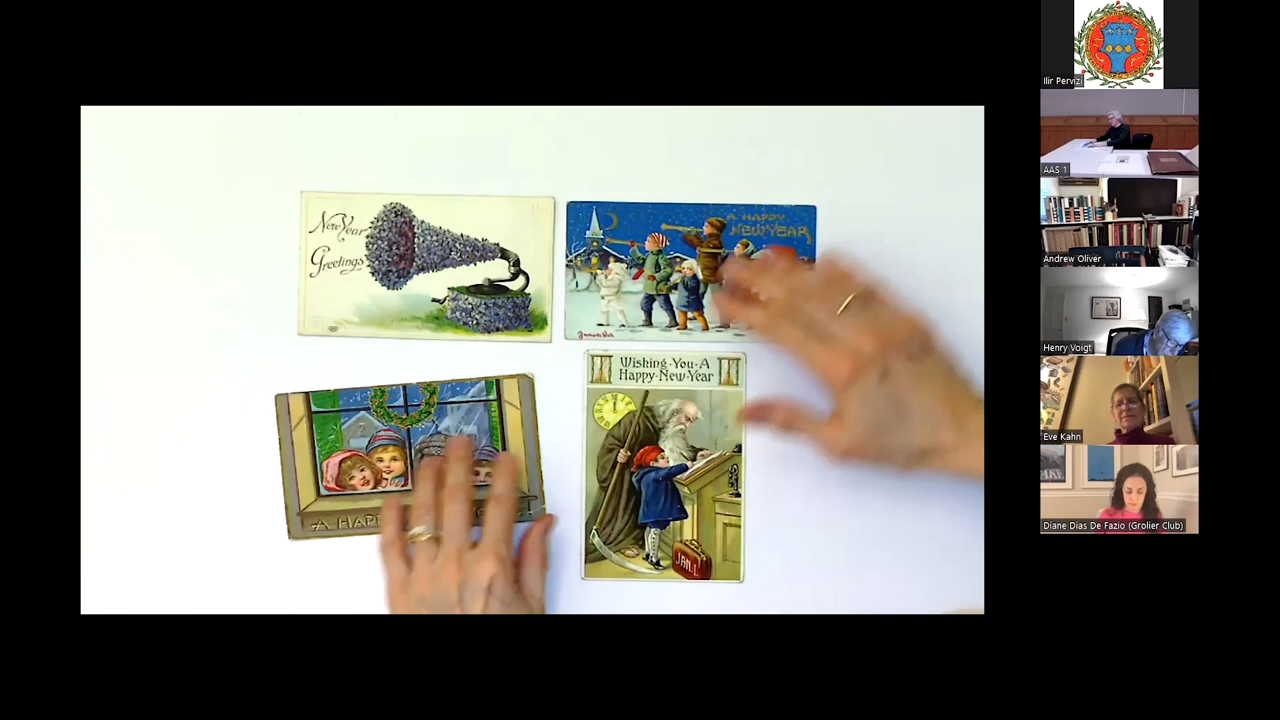 New Year
Greetings
A HAPPY
NEW YEAR
Wishing·You·A
Happy·New·Year
JAN.1.
A HAP
Ilir Pervizi
AAS 1
Andrew Oliver
Henry Voigt
Eve Kahn
Diane Dias De Fazio (Grolier Club)